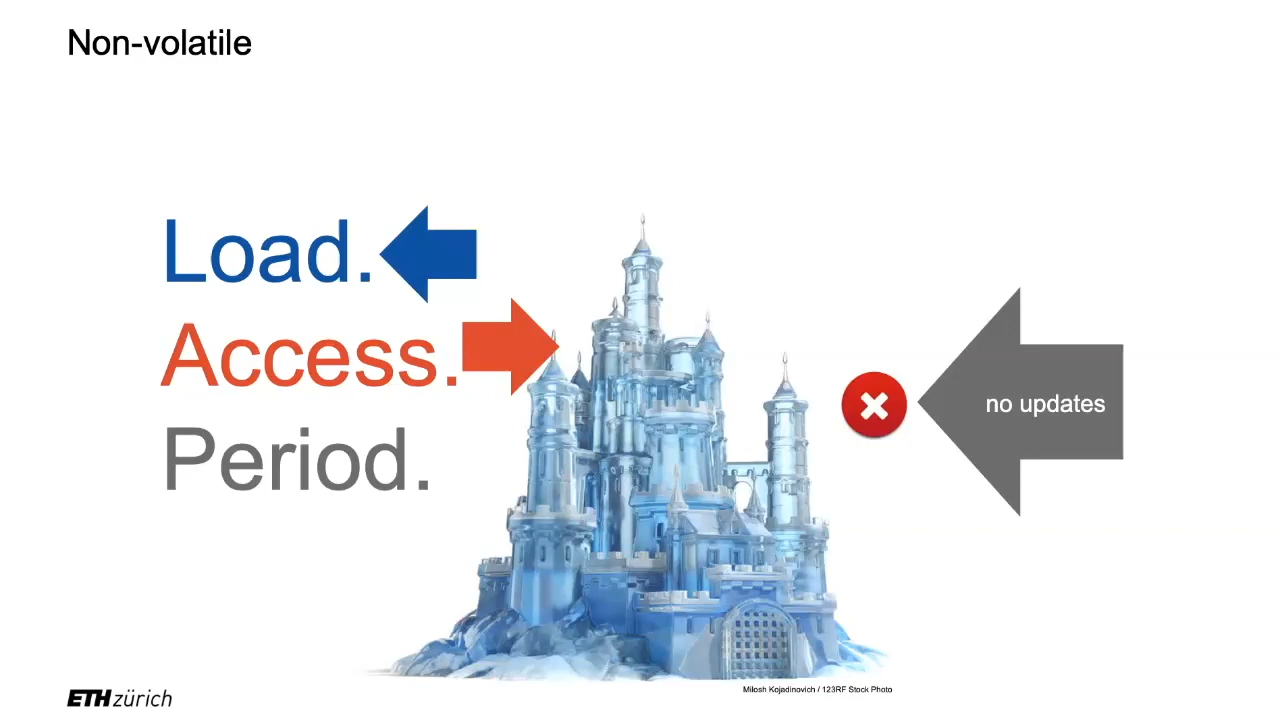 Non-volatile
Load.
Access.
Period.
no updates
Milosh Kojadinovich / 123RF Stock Photo
ETH zürich